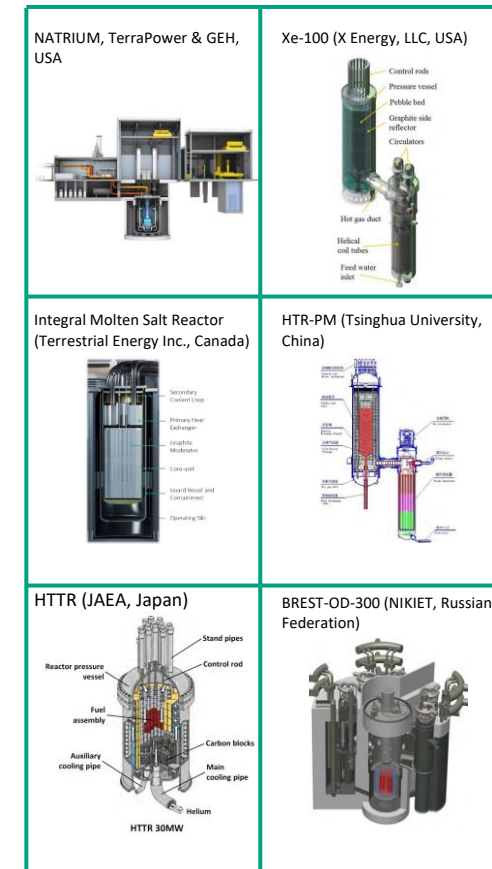 NATRIUM, TerraPower & GEH,
USA
Xe-100 (X Energy, LLC, USA)
Control rods
Pressure vessel
Pebble bed
Graphite side
reflector
Circulators
Hot gas duct
Helical
coil tubes
Feed water
inlet
Integral Molten Salt Reactor
(Terrestrial Energy Inc., Canada)
Secondary
Coolant Loop
Primary Heat
Exchanger
Graphite
Moderator
Core unit
Guard Vessel and
Containment
Operating Silo
HTR-PM (Tsinghua University,
China)
HTTR (JAEA, Japan)
Stand pipes
Reactor pressure
vessel
Control rod
Fuel
assembly
Carbon blocks
Auxiliary
cooling pipe
Main
cooling pipe
Helium
HTTR 30MW
BREST-OD-300 (NIKIET, Russian
Federation)